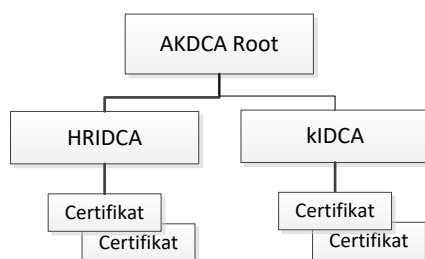 AKDCA Root
HRIDCA
kIDCA
Certifikat
Certifikat
Certifikat
Certifikat